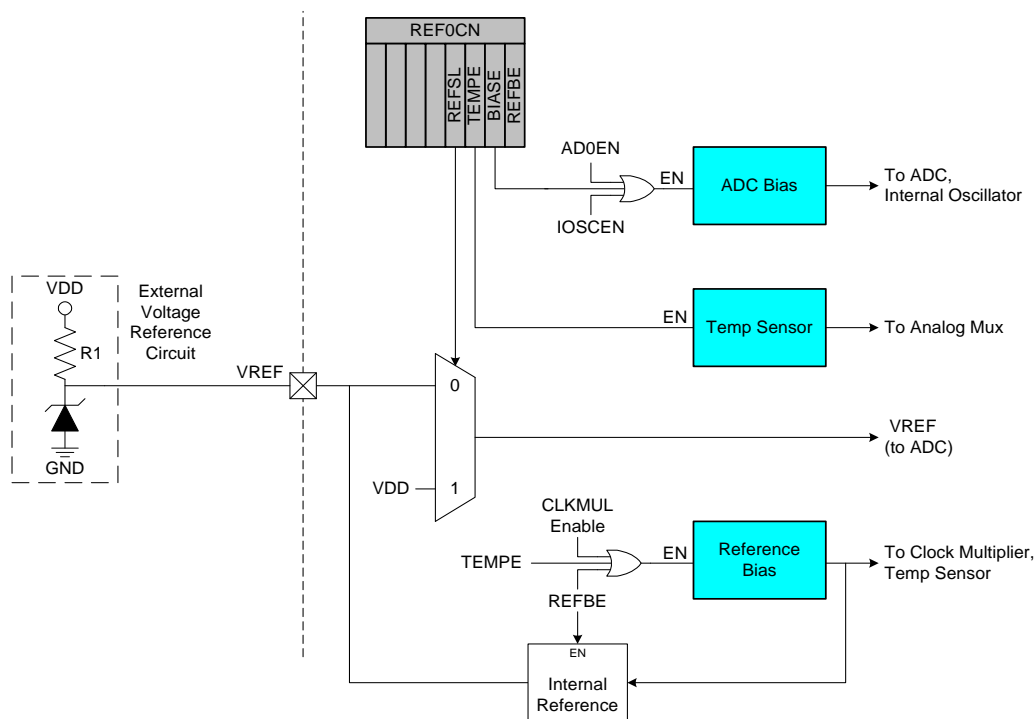 REF0CN
REFSL
TEMPE
BIASE
REFBE
AD0EN
IOSCEN
EN
ADC Bias
To ADC,
Internal Oscillator
VDD
R1
GND
External
Voltage
Reference
Circuit
VREF
EN
Temp Sensor
To Analog Mux
0
1
VDD
VREF
(to ADC)
CLKMUL
Enable
TEMPE
REFBE
EN
Reference
Bias
To Clock Multiplier,
Temp Sensor
EN
Internal
Reference